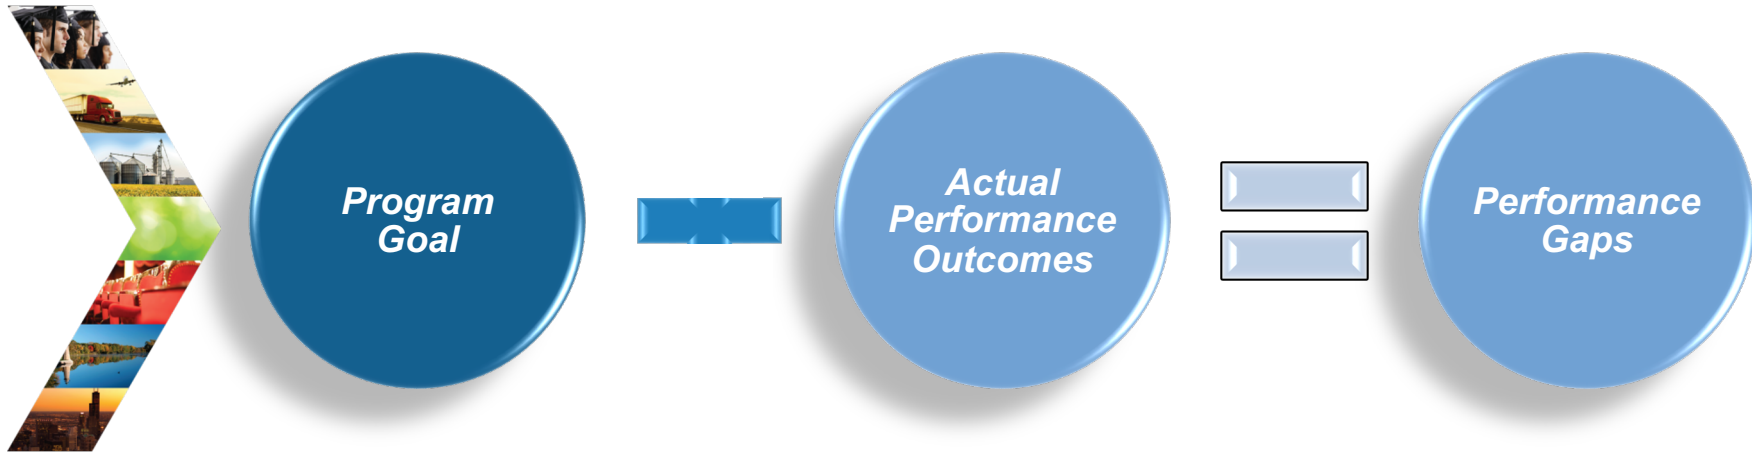 Program
Goal
Actual
Performance
Outcomes
Performance
Gaps